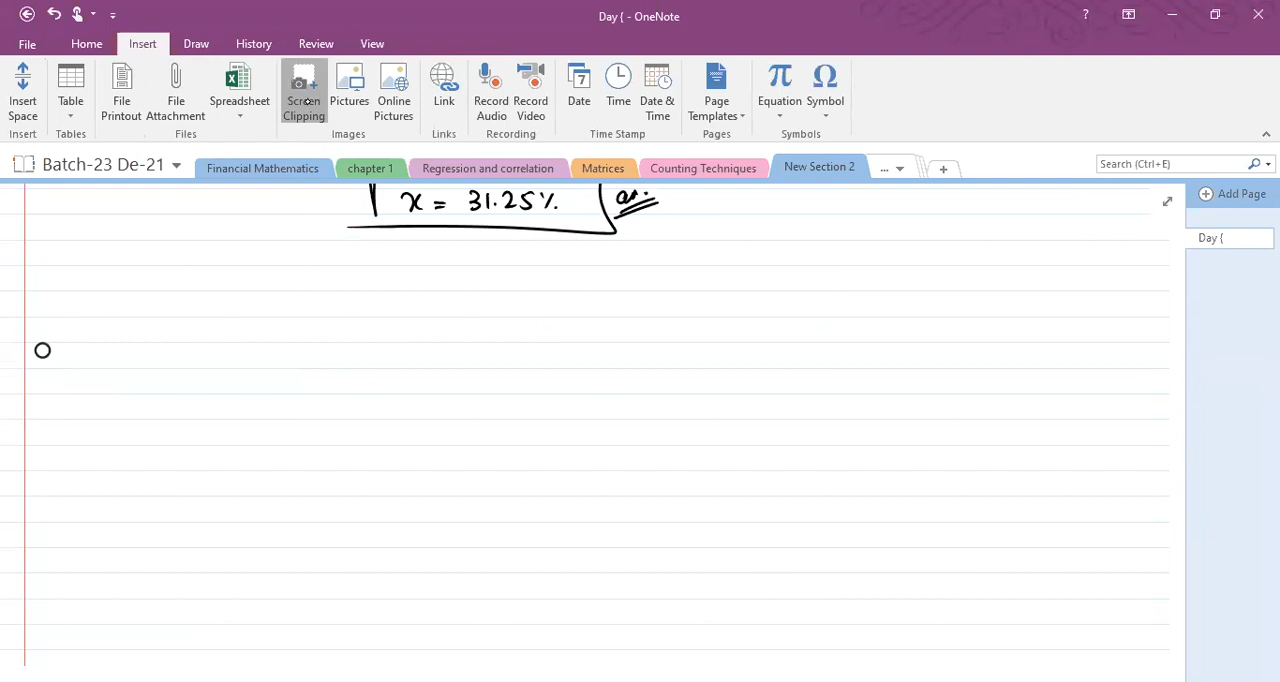 Day { - OneNote
?
File Home Insert Draw History Review View
Insert Space
Table
File Printout
File Attachment
Spreadsheet
Screen Clipping
Pictures
Online Pictures
Link
Record Audio
Record Video
Date
Time
Date & Time
Page Templates
π
Equation
Ω
Symbol
7
Insert Tables Files Images Links Recording Time Stamp Pages Symbols
Batch-23 De-21
Financial Mathematics
chapter 1
Regression and correlation
Matrices
Counting Techniques
New Section 2
...
Search (Ctrl+E)
Add Page
Day {
x = 31.25%